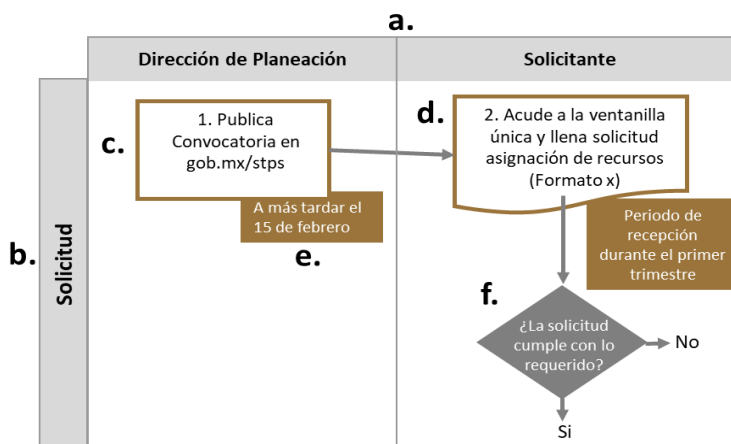 a.
Dirección de Planeación
Solicitante
b.
Solicitud
c.
1. Publica
Convocatoria en
gob.mx/stps
A más tardar el
15 de febrero
e.
d.
2. Acude a la ventanilla
única y llena solicitud
asignación de recursos
(Formato x)
Periodo de
recepción
durante el primer
trimestre
f.
¿La solicitud
cumple con lo
requerido?
No
Si